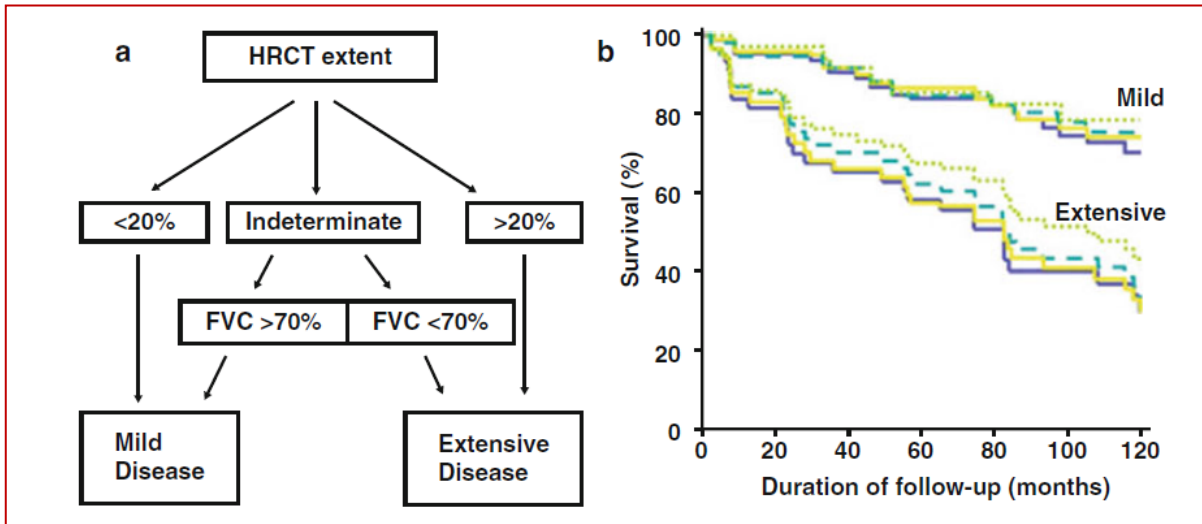 a
HRCT extent
<20%
Indeterminate
>20%
FVC >70%
FVC <70%
Mild
Disease
Extensive
Disease
b
Survival (%)
100
80
60
40
20
0
Mild
Extensive
0 20 40 60 80 100 120
Duration of follow-up (months)